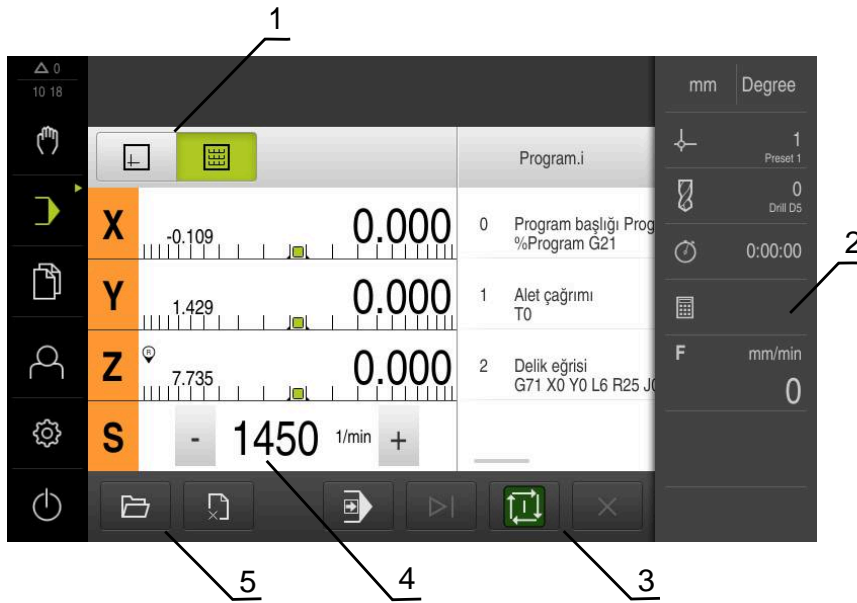 1
0
10 18
mm Degree
Program.i
1
Preset 1
X -0.109 0.000
0 Program başlığı Prog
%Program G21
0
Drill D5
0:00:00
2
Y 1.429 0.000
1 Alet çağrımı
T0
Z R 7.735 0.000
2 Delik eğrisi
G71 X0 Y0 L6 R25 J
F mm/min
0
S - 1450 1/min +
5 4 3